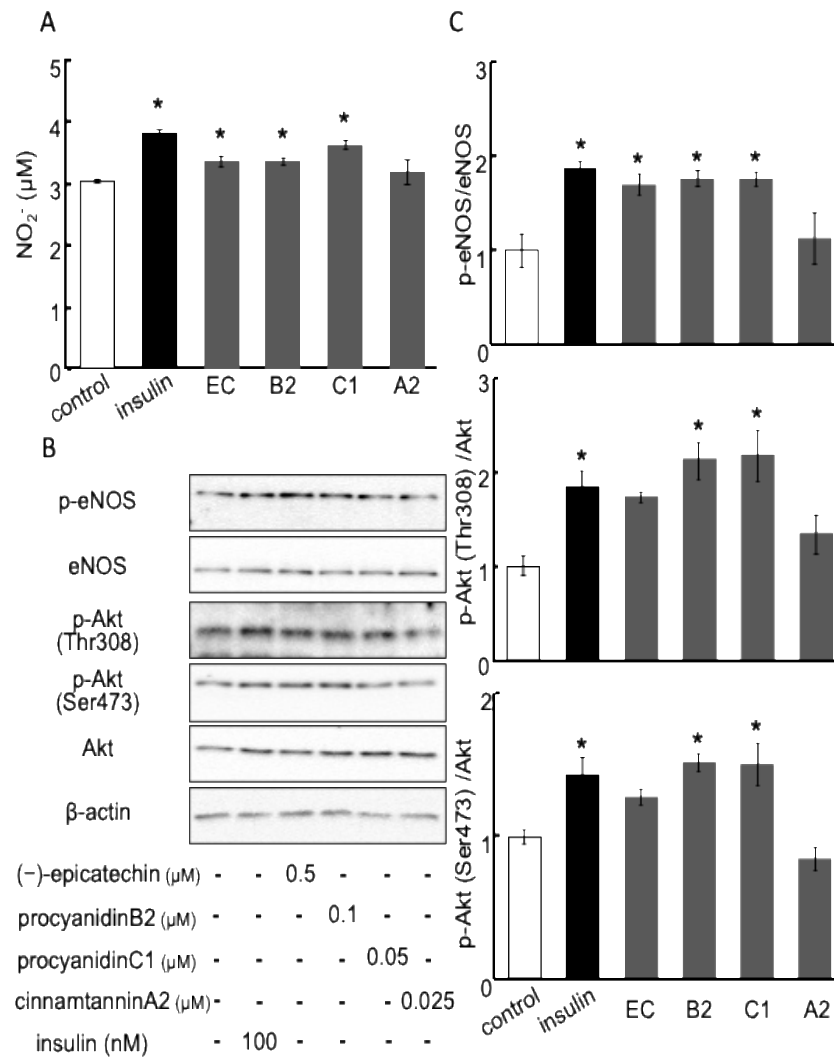 A
5
4
3
2
1
0
NO₂⁻ (μM)
* * * *
control insulin EC B2 C1 A2
B
p-eNOS
eNOS
p-Akt
(Thr308)
p-Akt
(Ser473)
Akt
β-actin
(−)-epicatechin (μM) - - 0.5 - - -
procyanidinB2 (μM) - - - 0.1 - -
procyanidinC1 (μM) - - - - 0.05 -
cinnamtanninA2 (μM) - - - - - 0.025
insulin (nM) - 100 - - - -
C
3
2
1
0
p-eNOS/eNOS
* * * *
3
2
1
0
p-Akt (Thr308) /Akt
* * *
2
1
0
p-Akt (Ser473) /Akt
* * *
control insulin EC B2 C1 A2